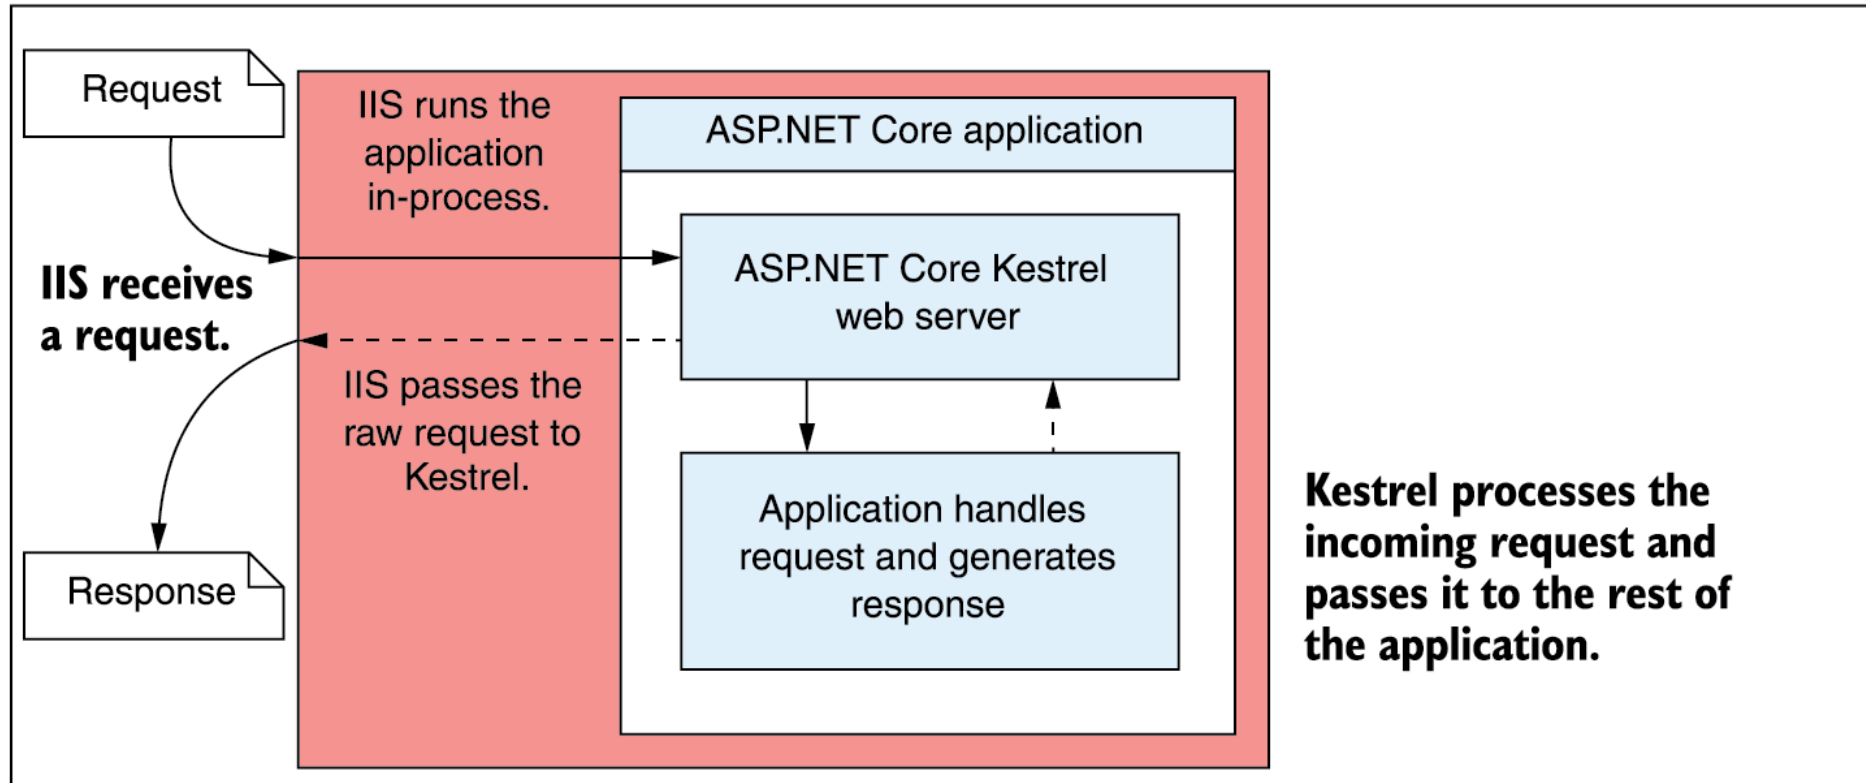 Request
IIS runs the
application
in-process.
ASP.NET Core application
IIS receives
a request.
ASP.NET Core Kestrel
web server
IIS passes the
raw request to
Kestrel.
Application handles
request and generates
response
Response
Kestrel processes the
incoming request and
passes it to the rest of
the application.